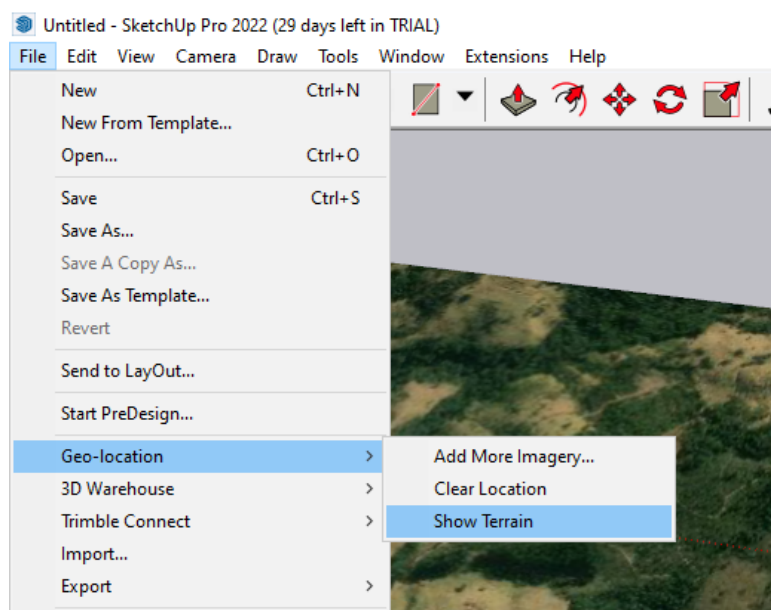 Untitled - SketchUp Pro 2022 (29 days left in TRIAL)
File Edit View Camera Draw Tools Window Extensions Help
New Ctrl+N
New From Template...
Open... Ctrl+O
Save Ctrl+S
Save As...
Save A Copy As...
Save As Template...
Revert
Send to LayOut...
Start PreDesign...
Geo-location
3D Warehouse
Trimble Connect
Import...
Export
Add More Imagery...
Clear Location
Show Terrain